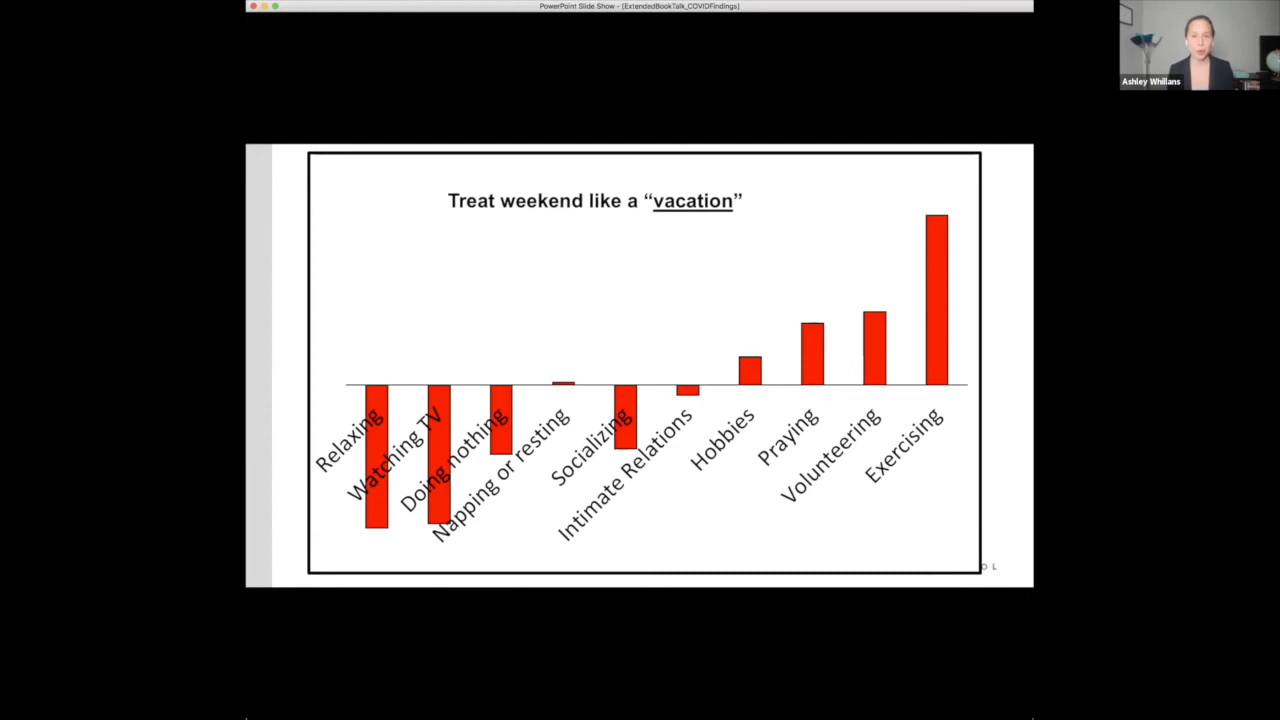 PowerPoint Slide Show - [ExtendedBookTalk_COVIDFindings]
Ashley Whillans
Treat weekend like a “vacation”
Relaxing
Watching TV
Doing nothing
Napping or resting
Socializing
Intimate Relations
Hobbies
Praying
Volunteering
Exercising
O L